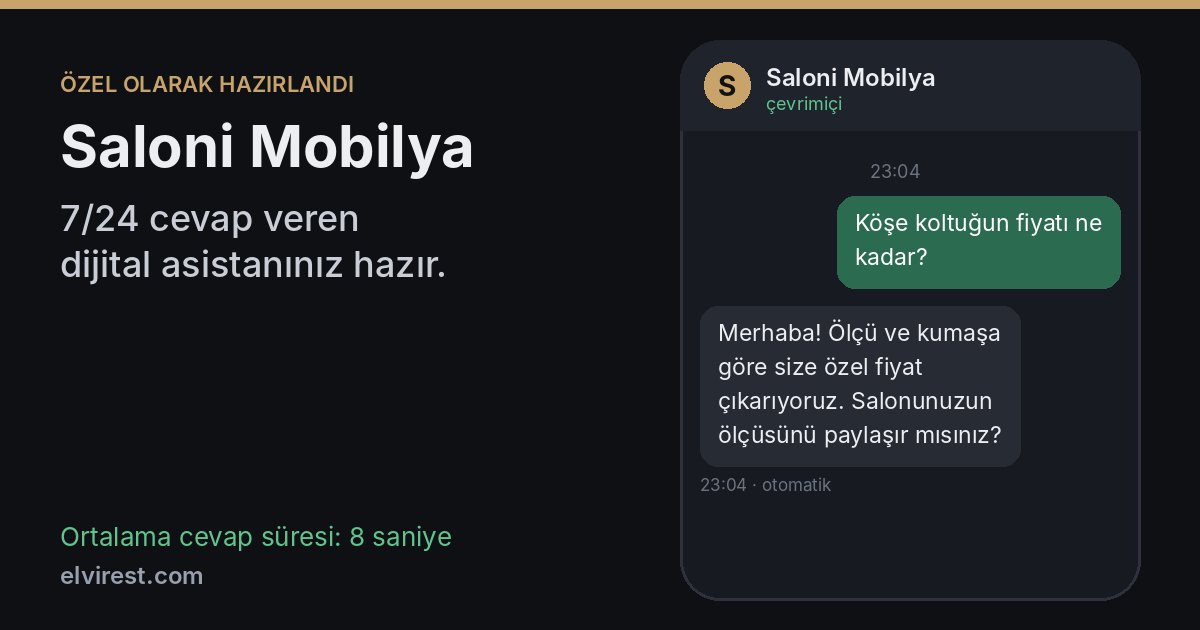 ÖZEL OLARAK HAZIRLANDI
Saloni Mobilya
7/24 cevap veren
dijital asistanınız hazır.
Ortalama cevap süresi: 8 saniye
elvirest.com
S
Saloni Mobilya
çevrimiçi
23:04
Köşe koltuğun fiyatı ne
kadar?
Merhaba! Ölçü ve kumaşa
göre size özel fiyat
çıkarıyoruz. Salonunuzun
ölçüsünü paylaşır mısınız?
23:04 · otomatik